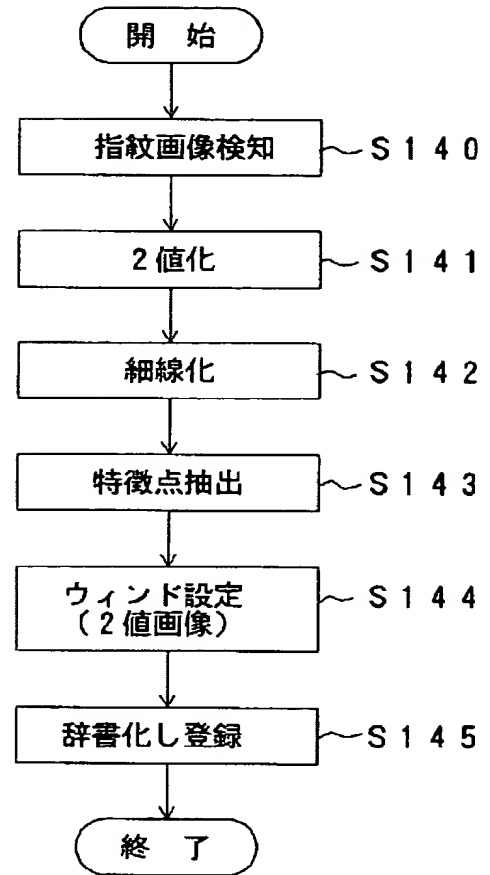 開 始
指紋画像検知 S140
2値化 S141
細線化 S142
特徴点抽出 S143
ウィンド設定 S144
(2値画像)
辞書化し登録 S145
終 了